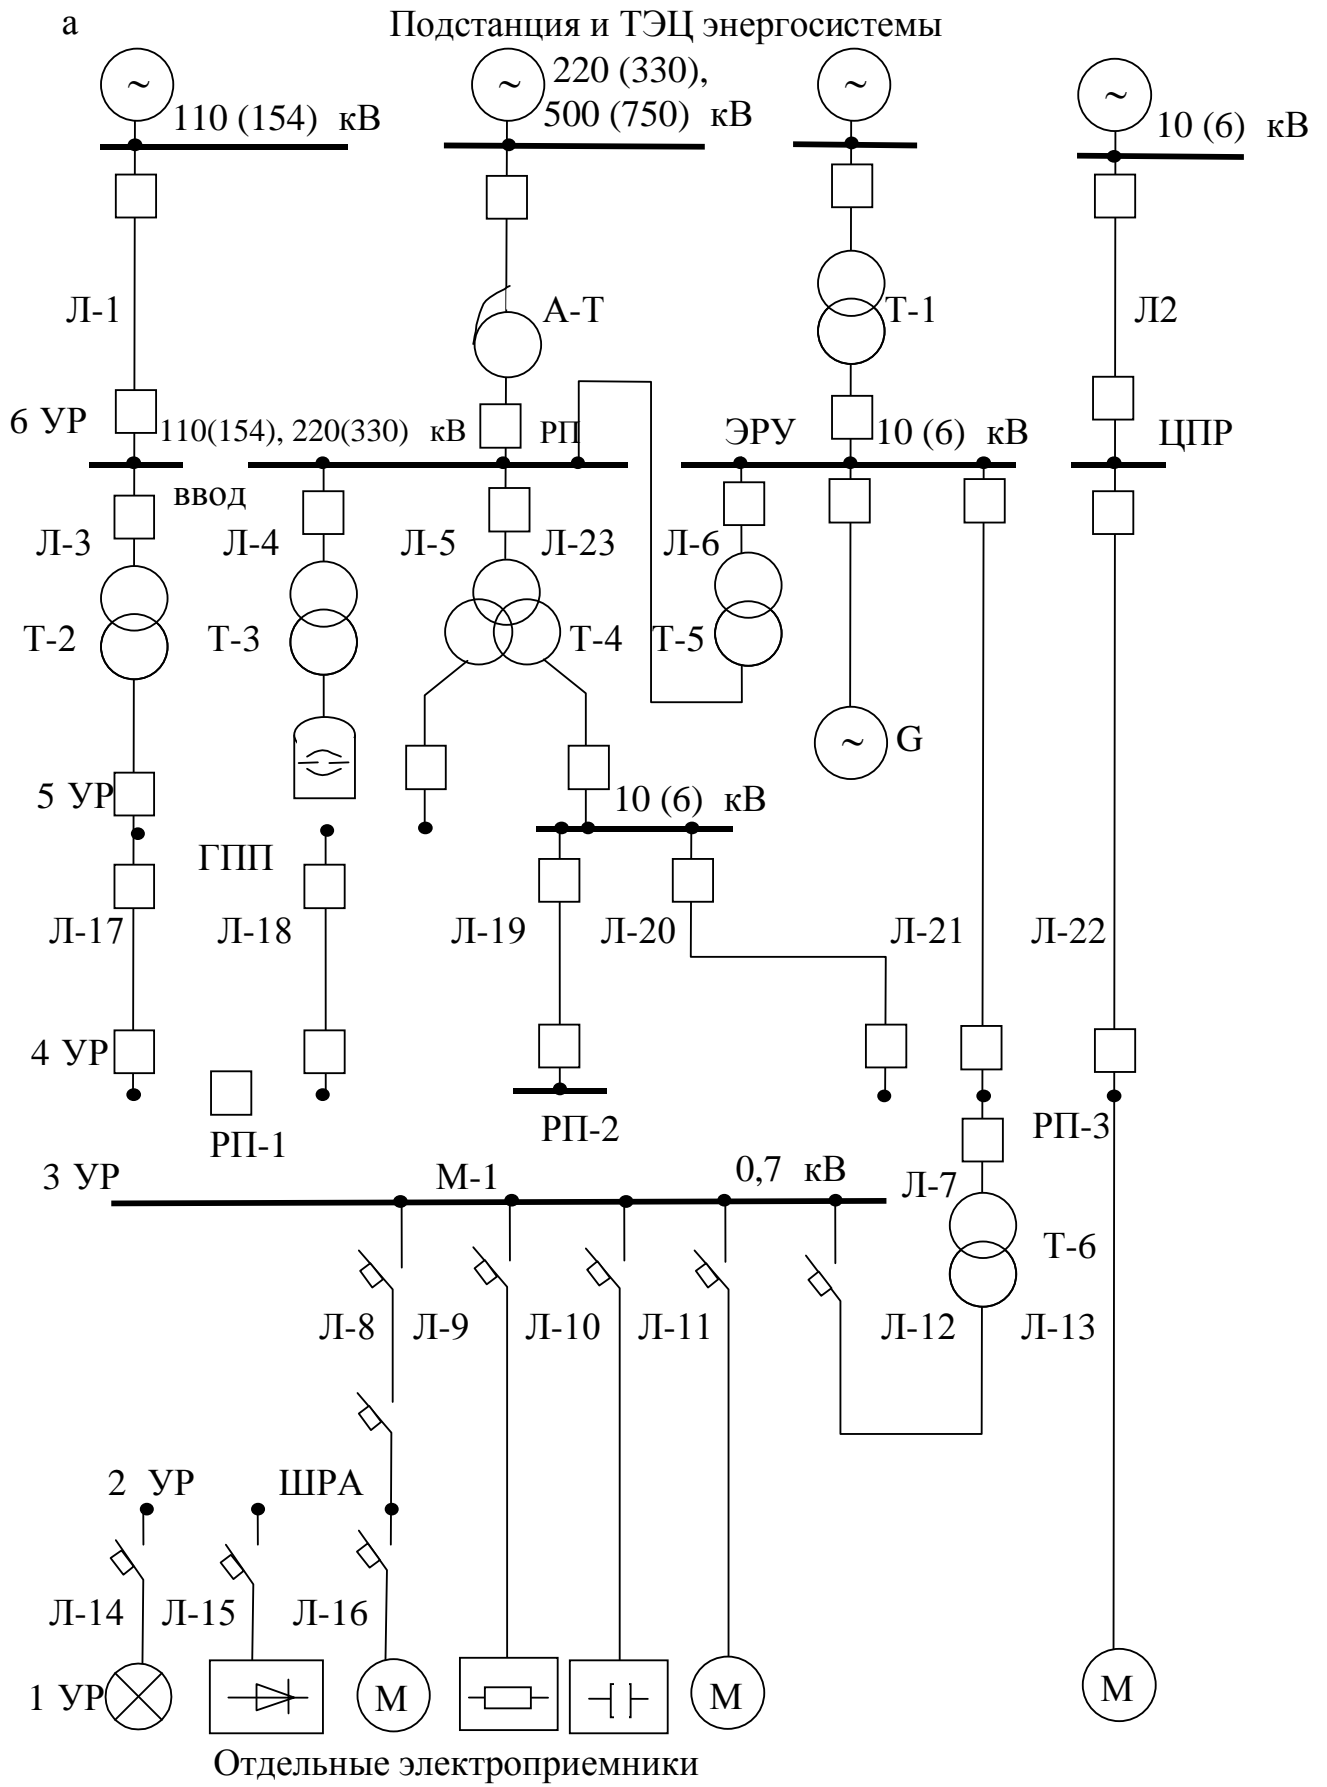 а
Подстанция и ТЭЦ энергосистемы
~
110 (154) кВ
~
220 (330),
500 (750) кВ
~
~
10 (6) кВ
Л-1
А-Т
Т-1
Л2
6 УР
110(154), 220(330) кВ
РП
ЭРУ
10 (6) кВ
ЦПР
ввод
Л-3
Л-4
Л-5
Л-23
Л-6
Т-2
Т-3
Т-4
Т-5
~
G
5 УР
10 (6) кВ
ГПП
Л-17
Л-18
Л-19
Л-20
Л-21
Л-22
4 УР
РП-1
РП-2
РП-3
3 УР
М-1
0,7 кВ
Л-7
Т-6
Л-8
Л-9
Л-10
Л-11
Л-12
Л-13
2 УР
ШРА
Л-14
Л-15
Л-16
1 УР
М
М
М
Отдельные электроприемники